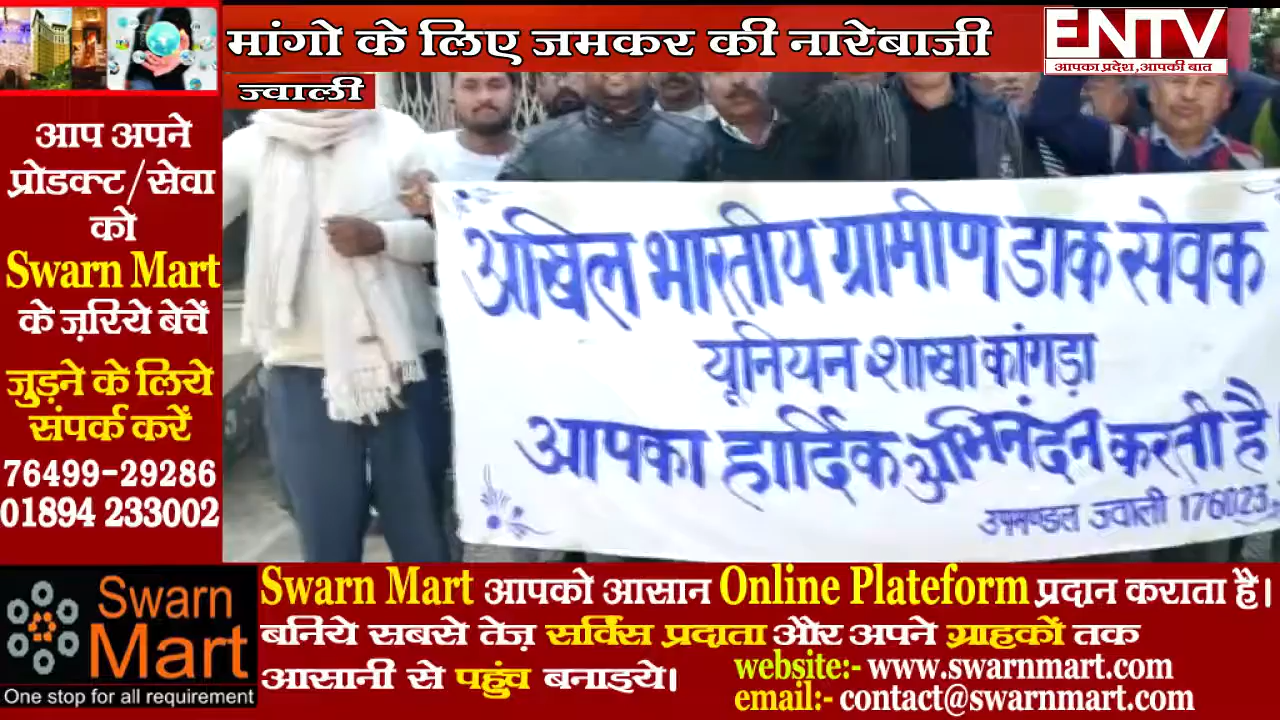 मांगो के लिए जमकर की नारेबाजी
ENTV
आपका प्रदेश, आपकी बात
ज्वाली
आप अपने
प्रोडक्ट/सेवा
को
Swarn Mart
के ज़रिये बेचें
जुड़ने के लिये
संपर्क करें
76499-29286
01894 233002
अखिल भारतीय ग्रामीण डाक सेवक
यूनियन शाखा कांगड़ा
आपका हार्दिक अभिनंदन करती है
उपमण्डल ज्वाली 176023
Swarn
Mart
One stop for all requirement
Swarn Mart आपको आसान Online Plateform प्रदान कराता है।
बनिये सबसे तेज़ सर्विस प्रदाता और अपने ग्राहकों तक
आसानी से पहुंच बनाइये।
website:- www.swarnmart.com
email:- contact@swarnmart.com